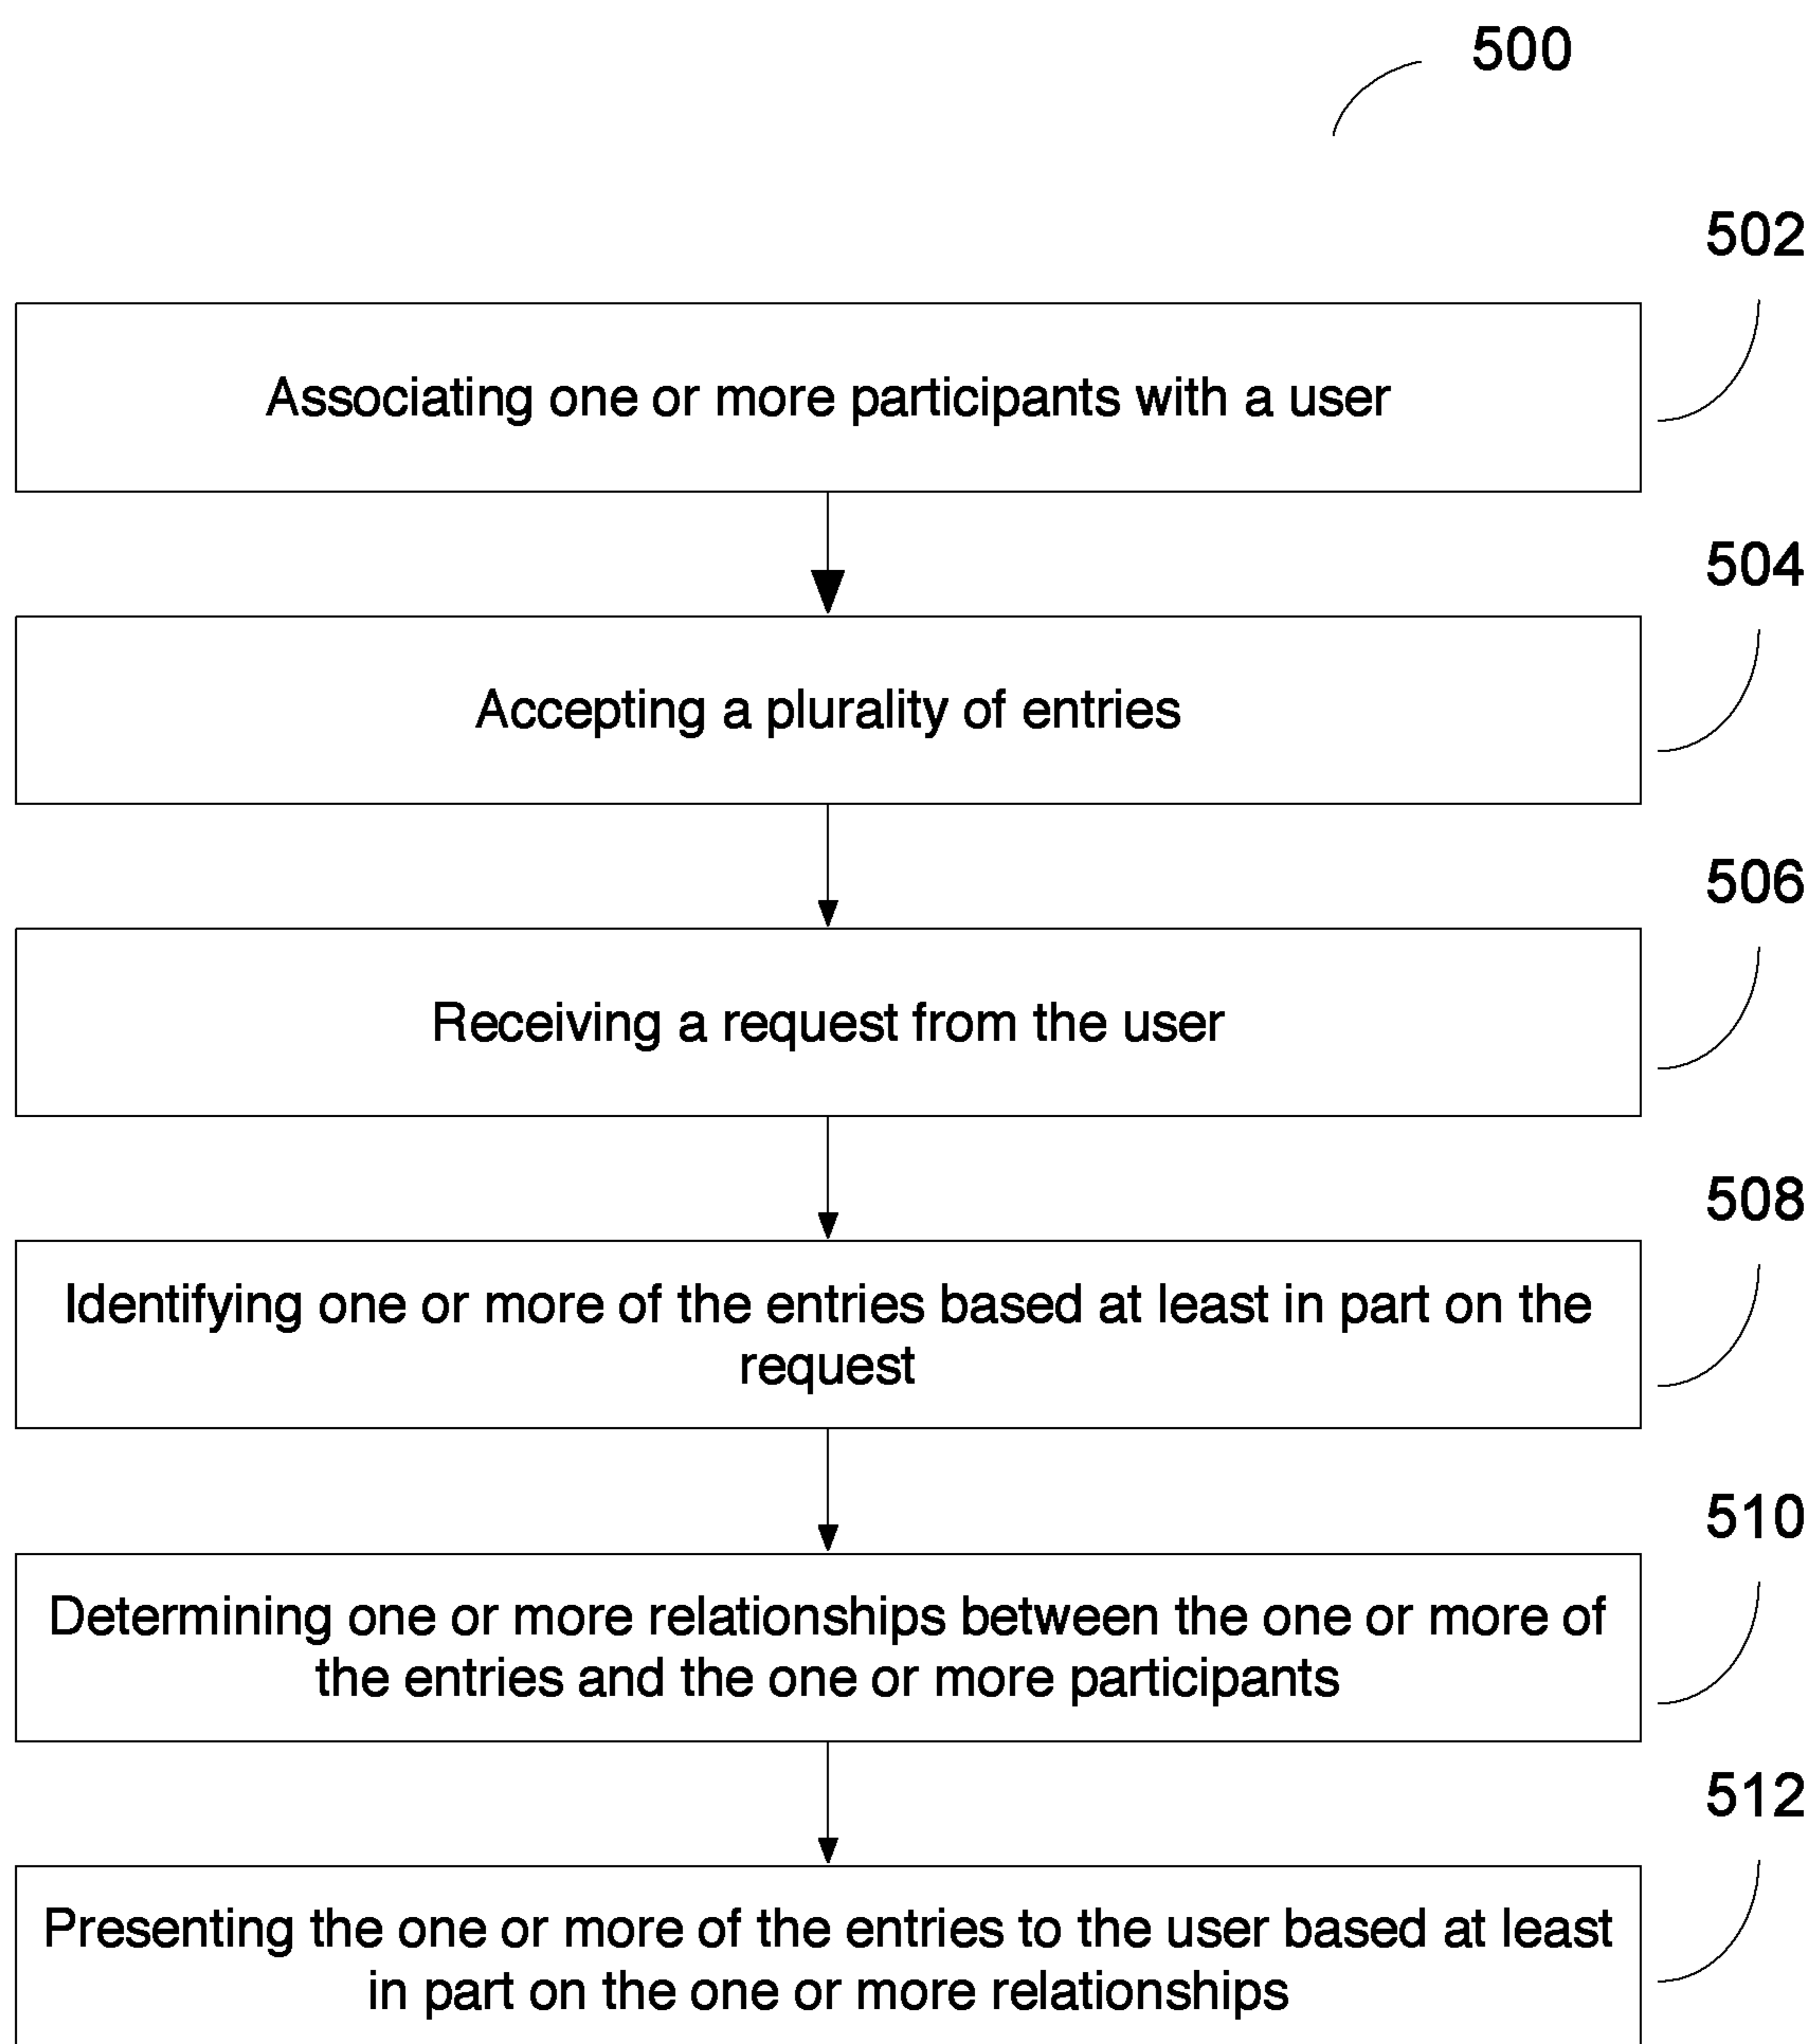 500
502
Associating one or more participants with a user
504
Accepting a plurality of entries
506
Receiving a request from the user
508
Identifying one or more of the entries based at least in part on the
request
510
Determining one or more relationships between the one or more of
the entries and the one or more participants
512
Presenting the one or more of the entries to the user based at least
in part on the one or more relationships